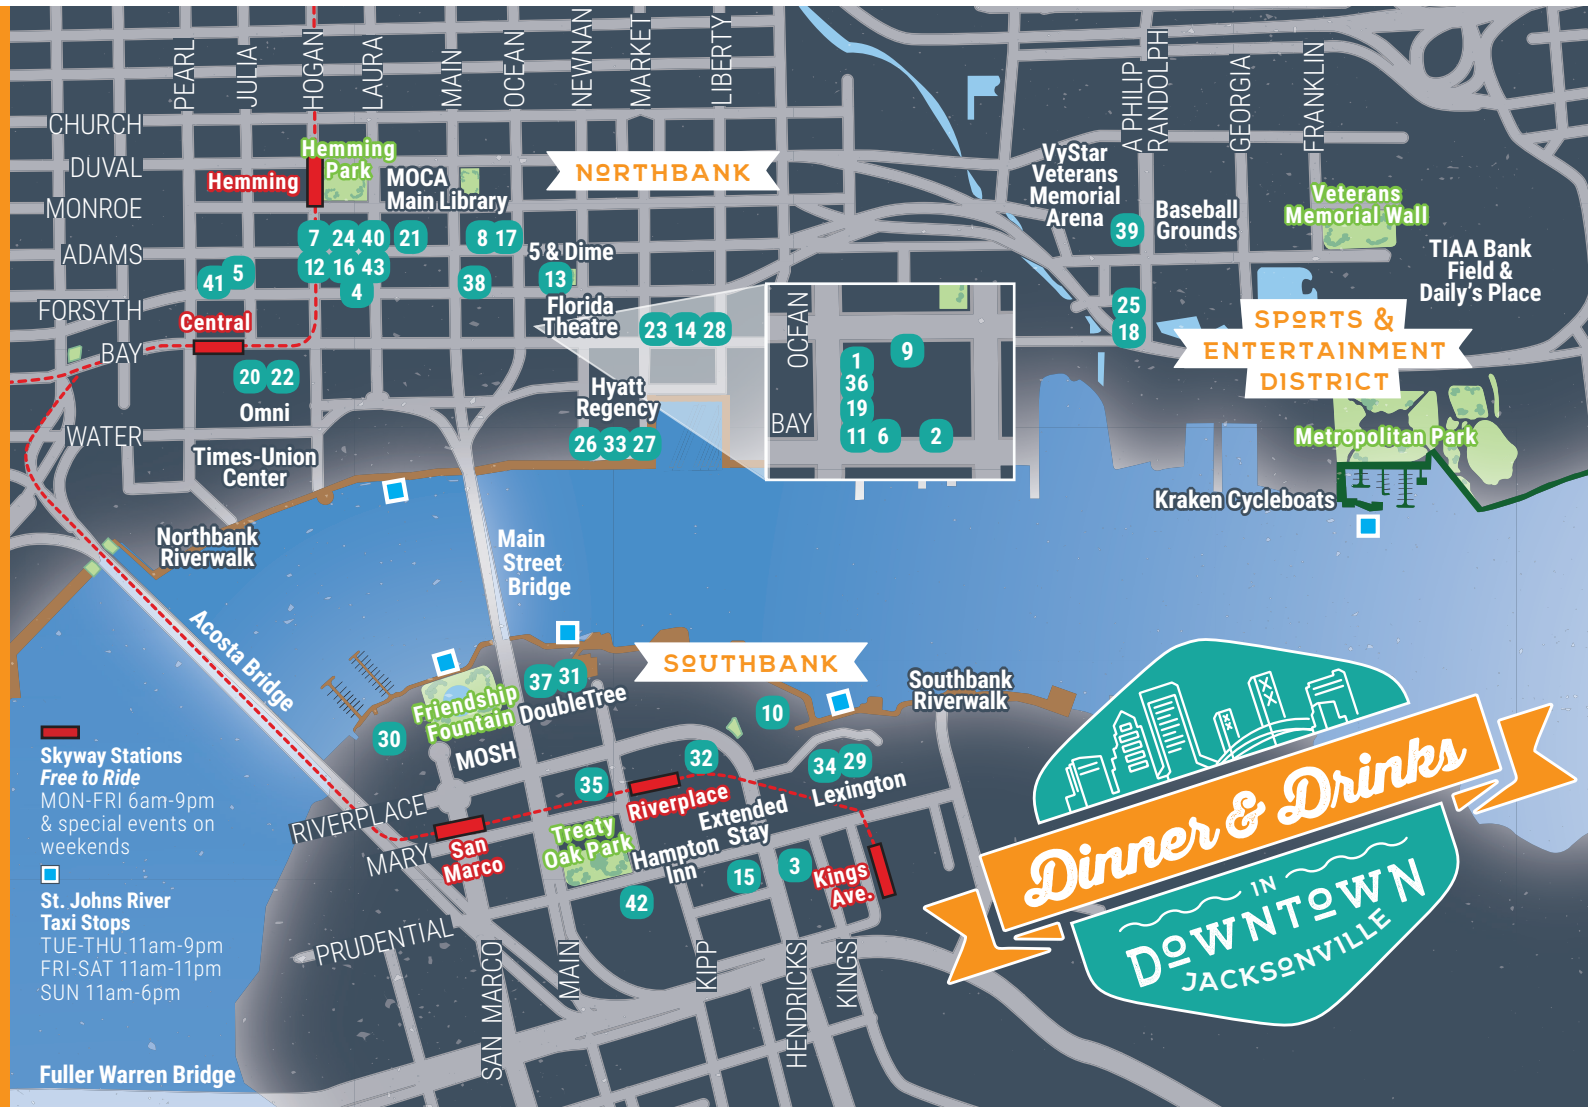 PEARL
JULIA
HOGAN
LAURA
MAIN
OCEAN
NEWNAN
MARKET
LIBERTY
A PHILIP
RANDOLPH
GEORGIA
FRANKLIN
CHURCH
DUVAL
MONROE
ADAMS
FORSYTH
BAY
WATER
Hemming
Park
Hemming
MOCA
Main Library
NORTHBANK
7
24
40
21
8
17
12
16
43
4
41
5
38
5 & Dime
13
Florida
Theatre
23
14
28
Central
20
22
Omni
Hyatt
Regency
26
33
27
Times-Union
Center
OCEAN
BAY
1
9
36
19
11
6
2
VyStar
Veterans
Memorial
Arena
39
Baseball
Grounds
Veterans
Memorial Wall
TIAA Bank
Field &
Daily's Place
25
18
SPORTS &
ENTERTAINMENT
DISTRICT
Metropolitan Park
Kraken Cycleboats
Northbank
Riverwalk
Main
Street
Bridge
Acosta Bridge
SOUTHBANK
Southbank
Riverwalk
37
31
DoubleTree
Friendship
Fountain
30
MOSH
10
32
34
29
Lexington
35
Riverplace
Extended
Stay
RIVERPLACE
MARY
San
Marco
Treaty
Oak Park
Hampton
Inn
15
3
Kings
Ave.
42
PRUDENTIAL
SAN MARCO
MAIN
KIPP
HENDRICKS
KINGS
Skyway Stations
Free to Ride
MON-FRI 6am-9pm
& special events on
weekends
St. Johns River
Taxi Stops
TUE-THU 11am-9pm
FRI-SAT 11am-11pm
SUN 11am-6pm
Fuller Warren Bridge
Dinner & Drinks
IN
DOWNTOWN
JACKSONVILLE